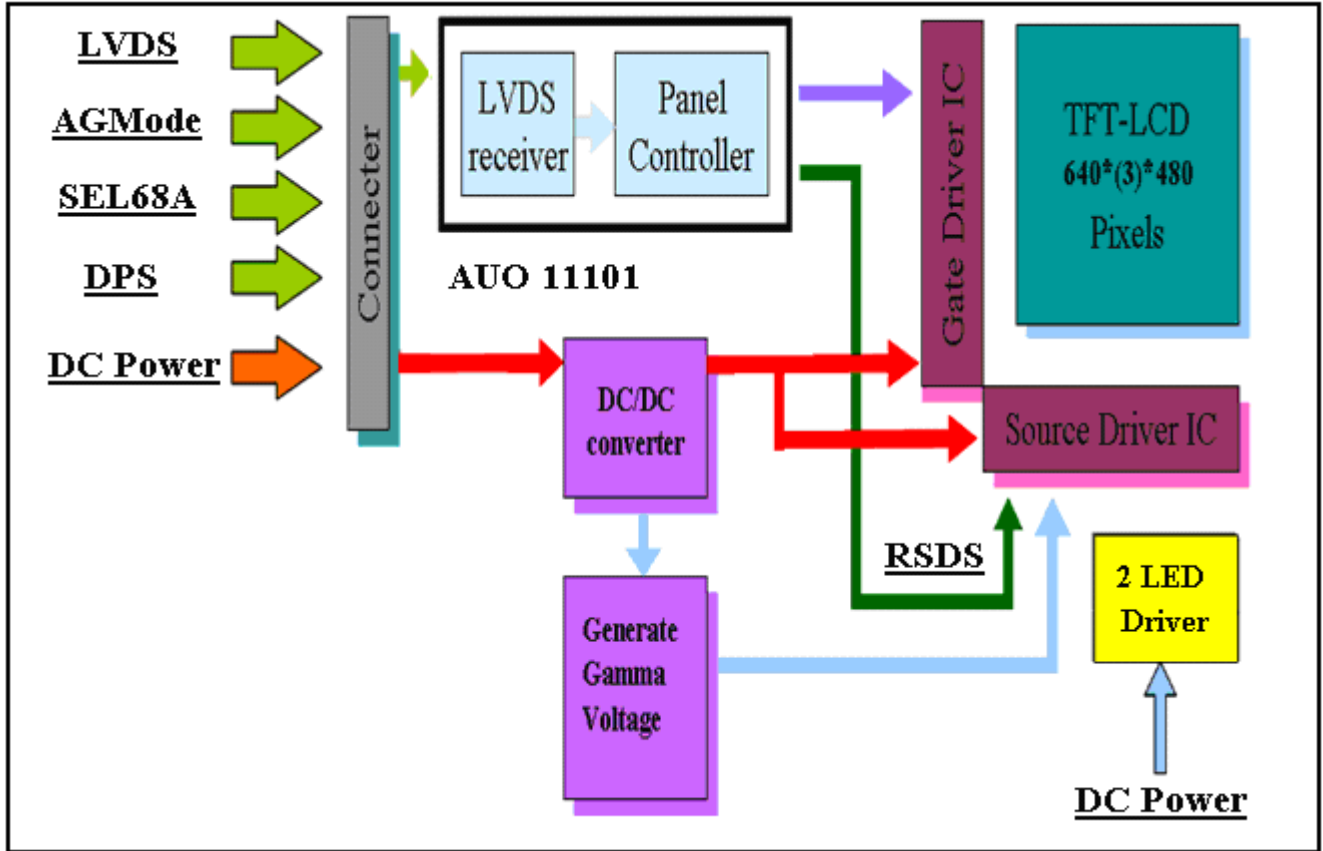 LVDS
AGMode
SEL68A
DPS
DC Power
Connecter
LVDS
receiver
Panel
Controller
AUO 11101
DC/DC
converter
Generate
Gamma
Voltage
RSDS
Gate Driver IC
TFT-LCD
640*(3)*480
Pixels
Source Driver IC
2 LED
Driver
DC Power